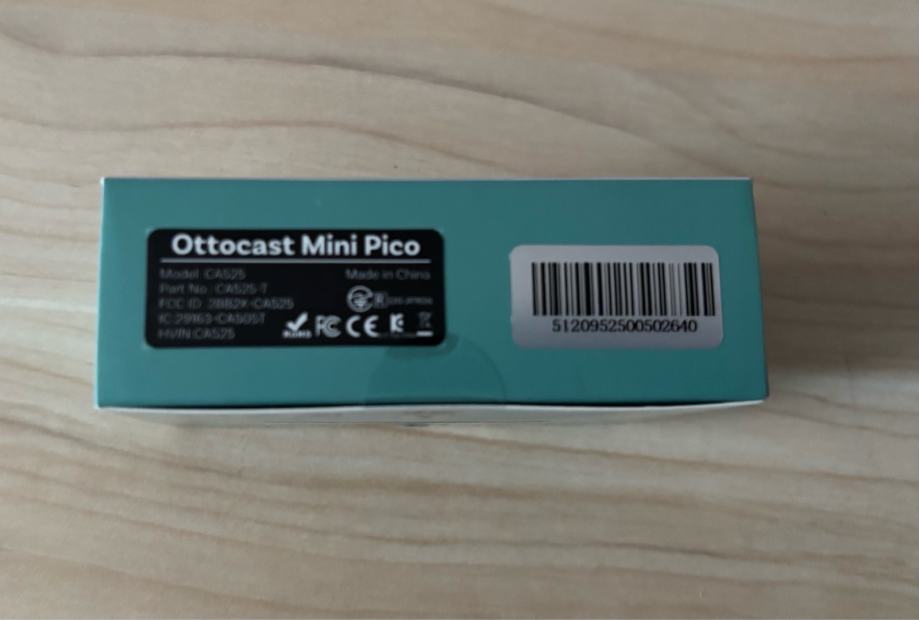 Ottocast Mini Pico
Model :CA525
Made in China
Part No.: CA525-T
FCC ID :2BB2K-CA525
R
IC:29163-CA505T
HVIN:CA525
RoHS FC CE
5120952500502640